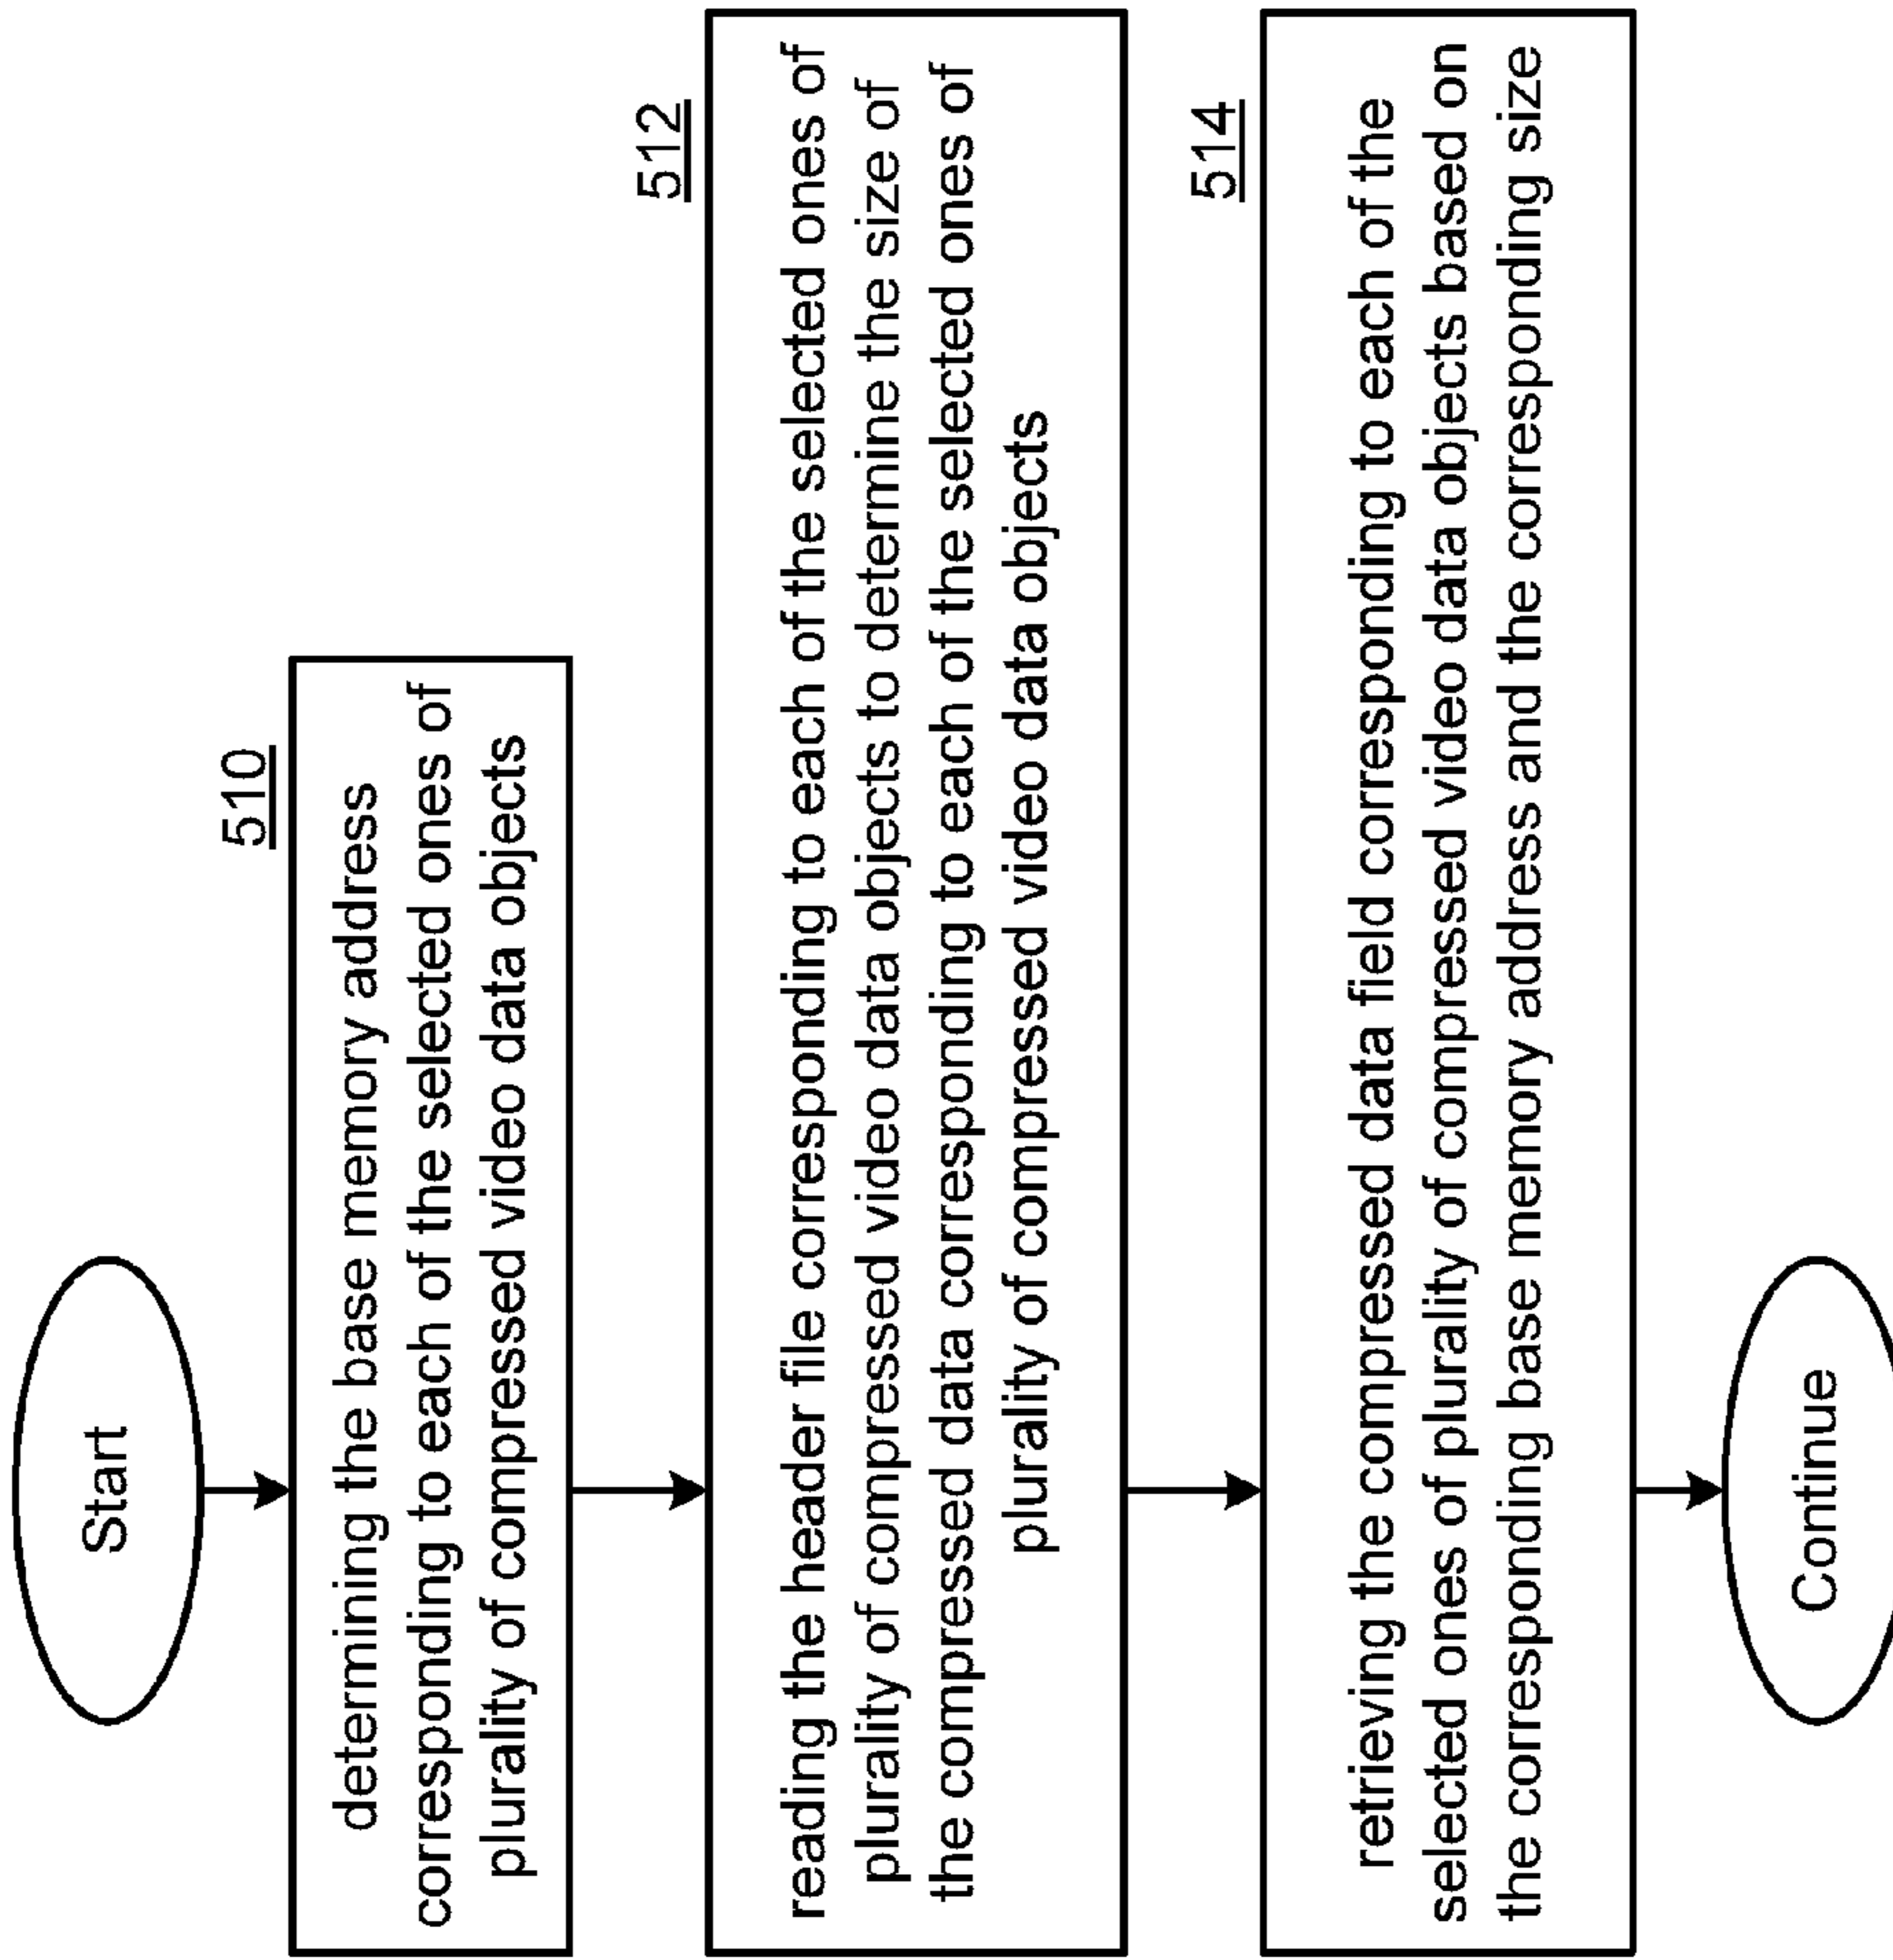 Start
510
determining the base memory address
corresponding to each of the selected ones of
plurality of compressed video data objects
512
reading the header file corresponding to each of the selected ones of
plurality of compressed video data objects to determine the size of
the compressed data corresponding to each of the selected ones of
plurality of compressed video data objects
514
retrieving the compressed data field corresponding to each of the
selected ones of plurality of compressed video data objects based on
the corresponding base memory address and the corresponding size
Continue